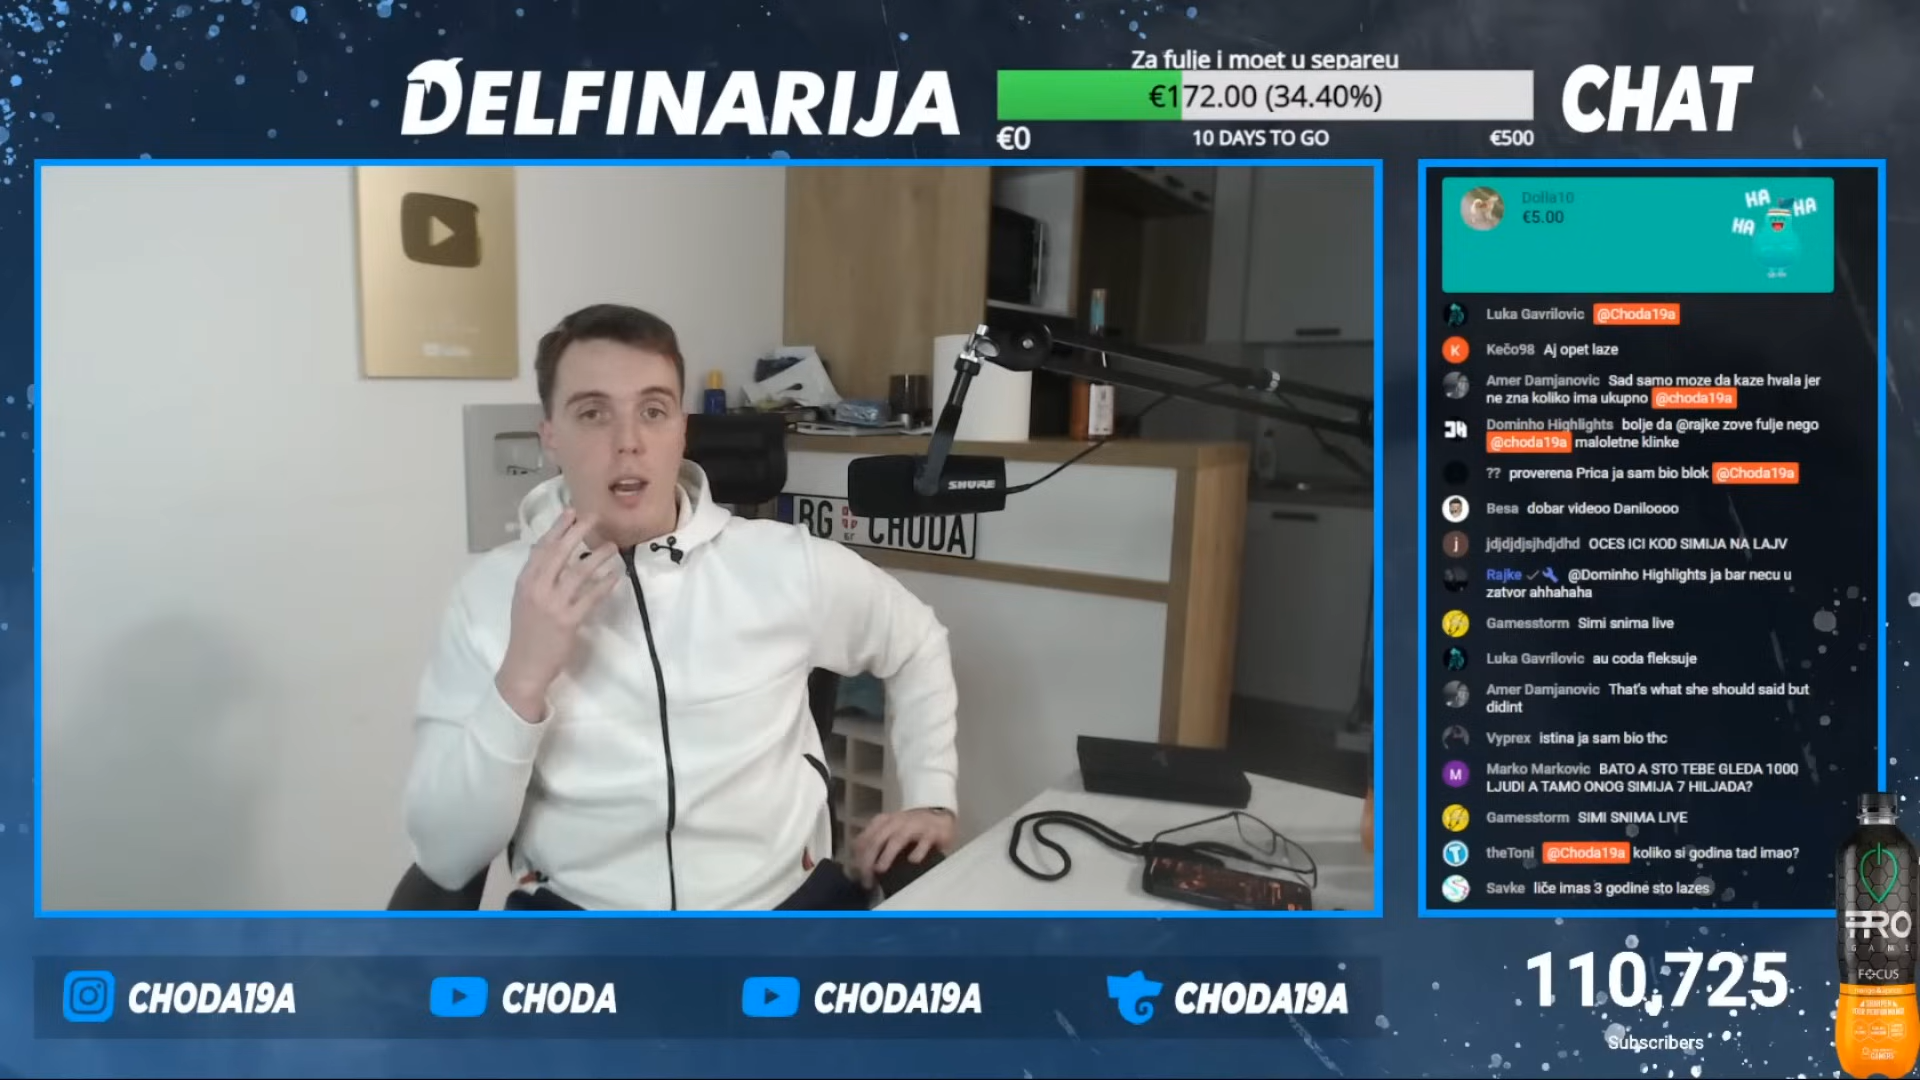 DELFINARIJA
Za fulje i moet u separeu
€172.00 (34.40%)
€0
10 DAYS TO GO
€500
CHAT
SHURE
BG CHODA
Dolla10
€5.00
HA
HA
HA
Luka Gavrilovic @Choda19a
Kečo98 Aj opet laze
Amer Damjanovic Sad samo moze da kaze hvala jer
ne zna koliko ima ukupno @choda19a
Dominho Highlights bolje da @rajke zove fulje nego
@choda19a maloletne klinke
?? proverena Prica ja sam bio blok @Choda19a
Besa dobar videoo Daniloooo
jdjdjdjsjhdjdhd OCES ICI KOD SIMIJA NA LAJV
Rajke @Dominho Highlights ja bar necu u
zatvor ahhahaha
Gamesstorm Simi snima live
Luka Gavrilovic au coda fleksuje
Amer Damjanovic That's what she should said but
didint
Vyprex istina ja sam bio thc
Marko Markovic BATO A STO TEBE GLEDA 1000
LJUDI A TAMO ONOG SIMIJA 7 HILJADA?
Gamesstorm SIMI SNIMA LIVE
theToni @Choda19a koliko si godina tad imao?
Savke liče imas 3 godine sto lazes
CHODA19A
CHODA
CHODA19A
CHODA19A
110,725
Subscribers
PRO
GAME
FOCUS